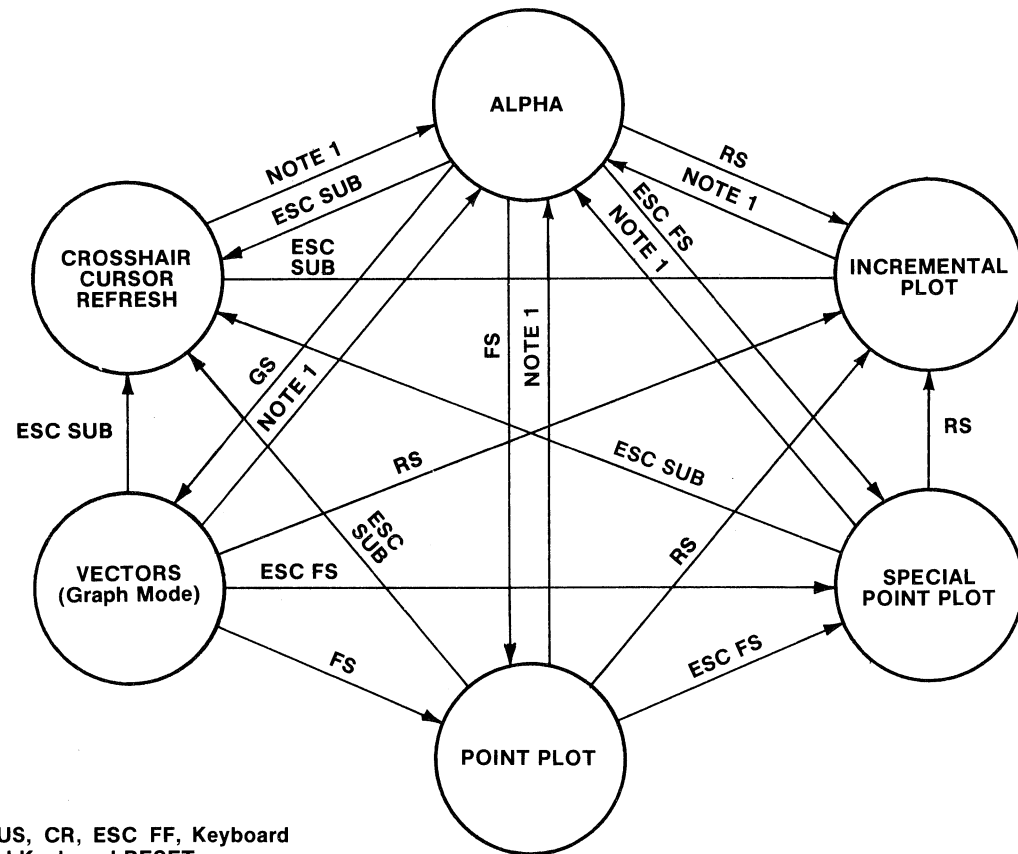 ALPHA
NOTE 1
ESC SUB
RS
NOTE 1
ESC FS
NOTE 1
CROSSHAIR
CURSOR
REFRESH
ESC
SUB
INCREMENTAL
PLOT
FS
NOTE 1
GS
NOTE 1
ESC SUB
RS
ESC SUB
RS
ESC
SUB
RS
VECTORS
(Graph Mode)
ESC FS
SPECIAL
POINT PLOT
FS
ESC FS
POINT PLOT
US, CR, ESC FF, Keyboard